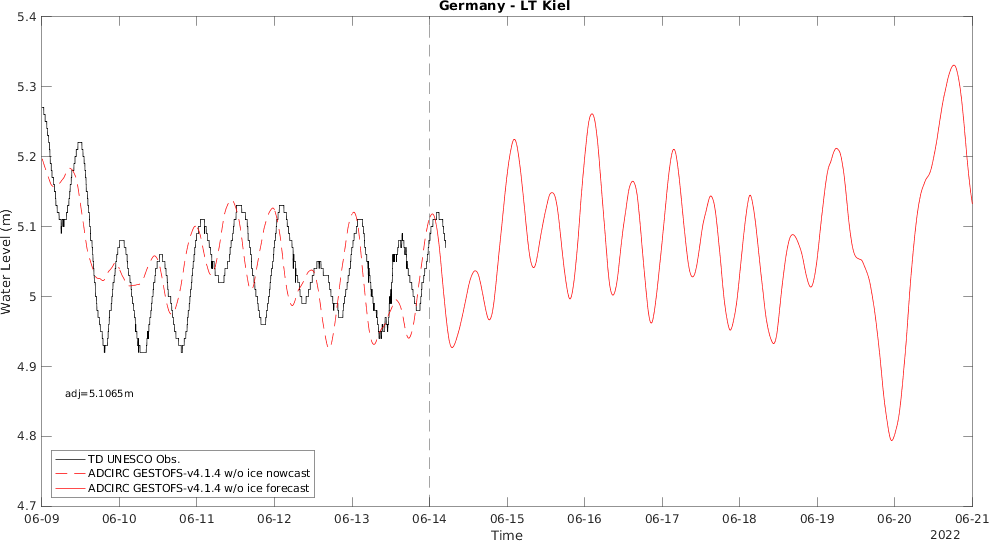 Germany - LT Kiel
5.4
5.3
5.2
5.1
5
4.9
4.8
4.7
Water Level (m)
adj=5.1065m
TD UNESCO Obs.
ADCIRC GESTOFS-v4.1.4 w/o ice nowcast
ADCIRC GESTOFS-v4.1.4 w/o ice forecast
06-09 06-10 06-11 06-12 06-13 06-14 06-15 06-16 06-17 06-18 06-19 06-20 06-21
Time
2022